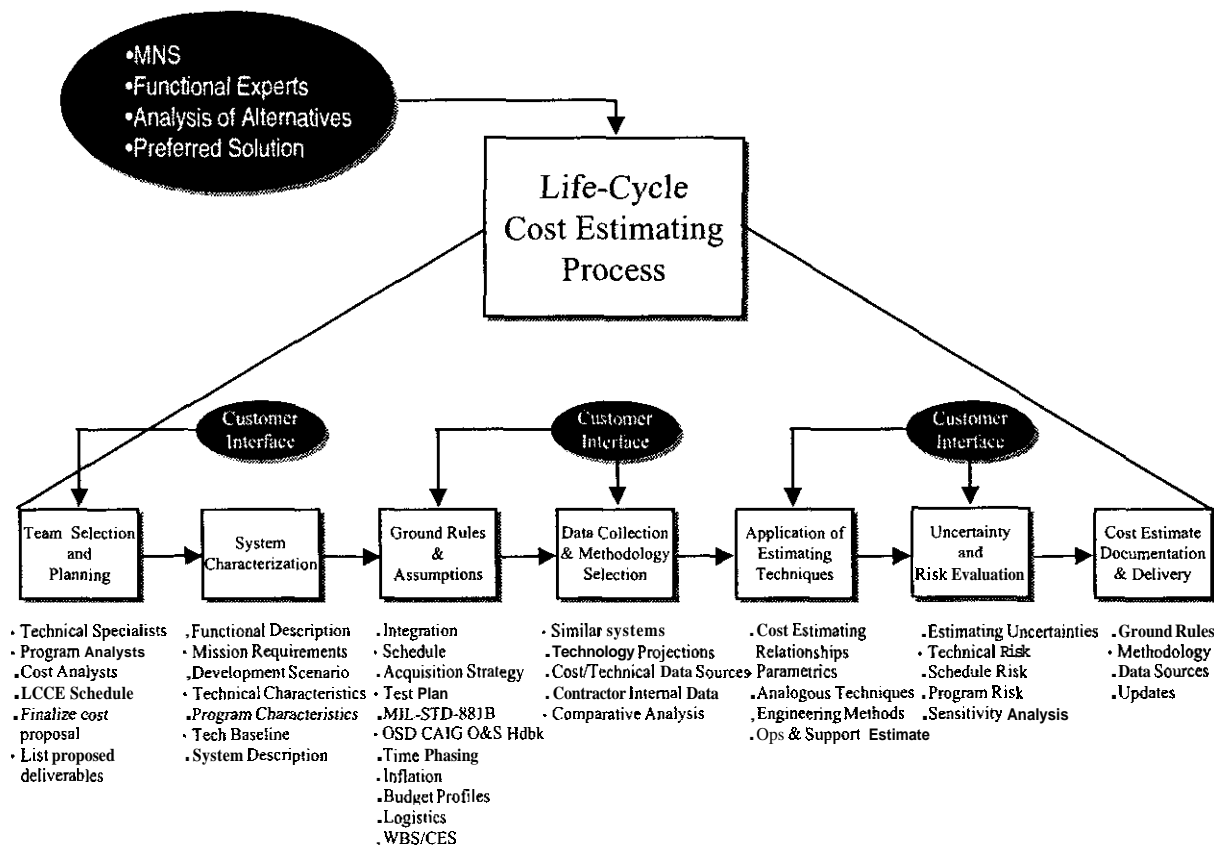 •MNS
•Functional Experts
•Analysis of Alternatives
•Preferred Solution
Life-Cycle
Cost Estimating
Process
Customer
Interface
Customer
Interface
Customer
Interface
Team Selection
and
Planning
System
Characterization
Ground Rules
&
Assumptions
Data Collection
& Methodology
Selection
Application of
Estimating
Techniques
Uncertainty
and
Risk Evaluation
Cost Estimate
Documentation
& Delivery
• Technical Specialists
• Program Analysts
• Cost Analysts
• LCCE Schedule
• Finalize cost
proposal
• List proposed
deliverables
• Functional Description
• Mission Requirements
• Development Scenario
• Technical Characteristics
• Program Characteristics
• Tech Baseline
• System Description
• Integration
• Schedule
• Acquisition Strategy
• Test Plan
• MIL-STD-881B
• OSD CAIG O&S Hdbk
• Time Phasing
• Inflation
• Budget Profiles
• Logistics
• WBS/CES
• Similar systems
• Technology Projections
• Cost/Technical Data Sources
• Contractor Internal Data
• Comparative Analysis
• Cost Estimating
Relationships
• Parametrics
• Analogous Techniques
• Engineering Methods
• Ops & Support Estimate
• Estimating Uncertainties
• Technical Risk
• Schedule Risk
• Program Risk
• Sensitivity Analysis
• Ground Rules
• Methodology
• Data Sources
• Updates